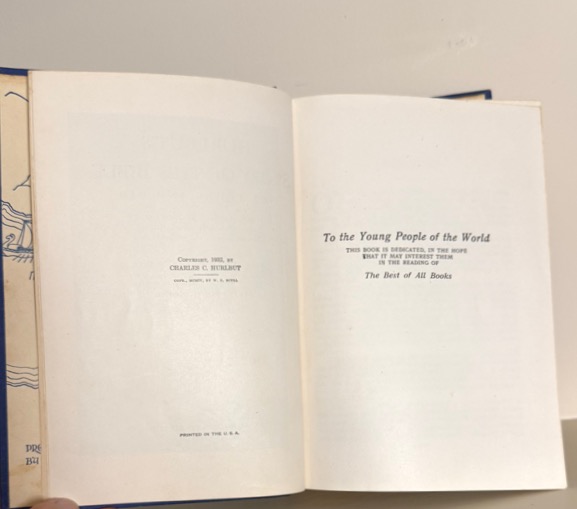 COPYRIGHT, 1932, BY
CHARLES C. HURLBUT
PRINTED IN THE U. S. A.
To the Young People of the World
THIS BOOK IS DEDICATED, IN THE HOPE
THAT IT MAY INTEREST THEM
IN THE READING OF
The Best of All Books